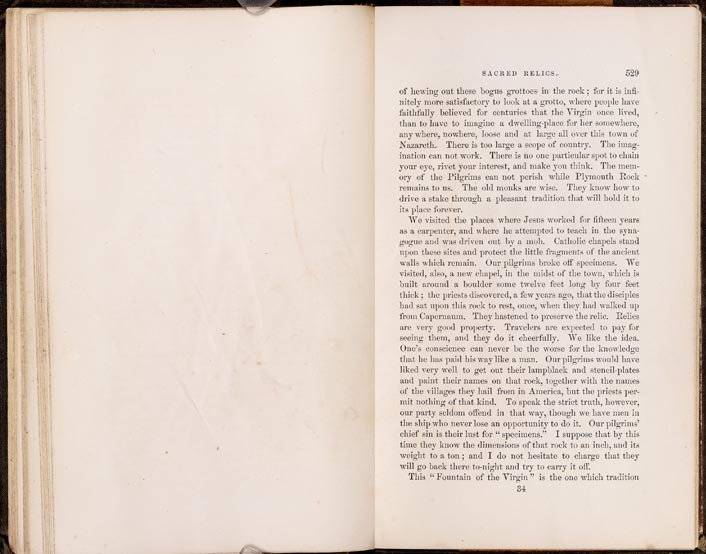 SACRED RELICS. 529
of hewing out these bogus grottoes in the rock; for it is infi-
nitely more satisfactory to look at a grotto, where people have
faithfully believed for centuries that the Virgin once lived,
than to have to imagine a dwelling-place for her somewhere,
any where, nowhere, loose and at large all over this town of
Nazareth. There is too large a scope of country. The imag-
ination can not work. There is no one particular spot to chain
your eye, rivet your interest, and make you think. The mem-
ory of the Pilgrims can not perish while Plymouth Rock
remains to us. The old monks are wise. They know how to
drive a stake through a pleasant tradition that will hold it to
its place forever.
We visited the places where Jesus worked for fifteen years
as a carpenter, and where he attempted to teach in the syna-
gogue and was driven out by a mob. Catholic chapels stand
upon these sites and protect the little fragments of the ancient
walls which remain. Our pilgrims broke off specimens. We
visited, also, a new chapel, in the midst of the town, which is
built around a boulder some twelve feet long by four feet
thick; the priests discovered, a few years ago, that the disciples
had sat upon this rock to rest, once, when they had walked up
from Capernaum. They hastened to preserve the relic. Relics
are very good property. Travelers are expected to pay for
seeing them, and they do it cheerfully. We like the idea.
One's conscience can never be the worse for the knowledge
that he has paid his way like a man. Our pilgrims would have
liked very well to get out their lampblack and stencil-plates
and paint their names on that rock, together with the names
of the villages they hail from in America, but the priests per-
mit nothing of that kind. To speak the strict truth, however,
our party seldom offend in that way, though we have men in
the ship who never lose an opportunity to do it. Our pilgrims'
chief sin is their lust for "specimens." I suppose that by this
time they know the dimensions of that rock to an inch, and its
weight to a ton; and I do not hesitate to charge that they
will go back there to-night and try to carry it off.
This "Fountain of the Virgin" is the one which tradition
34